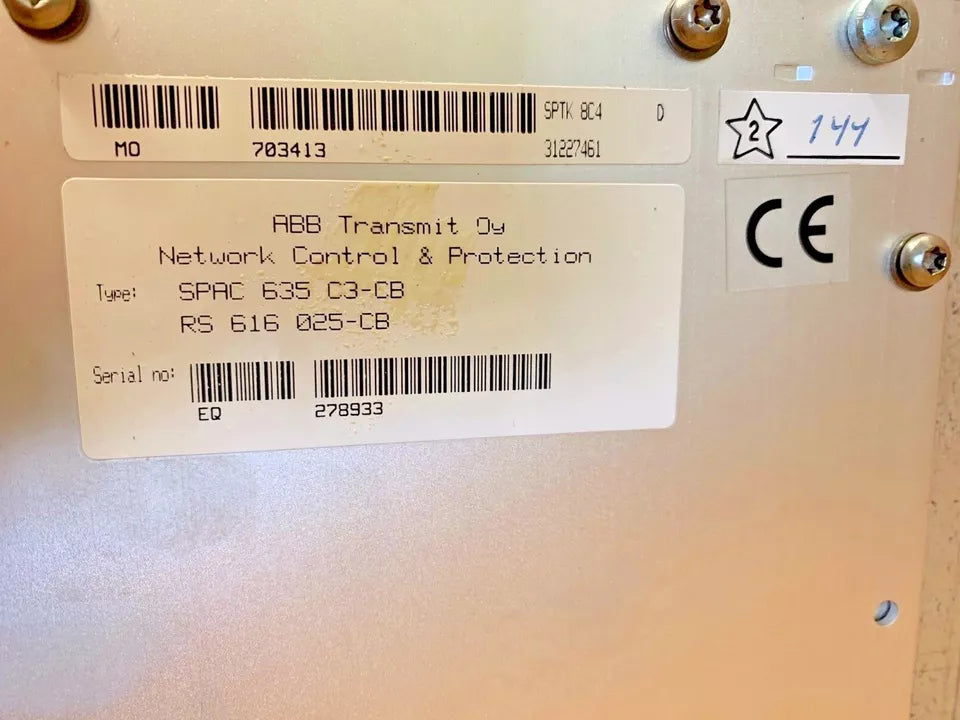 SPTK 8C4 D
MO 703413 31227461
2 144
CE
ABB Transmit Oy
Network Control & Protection
Type: SPAC 635 C3-CB
RS 616 025-CB
Serial no:
EQ 278933